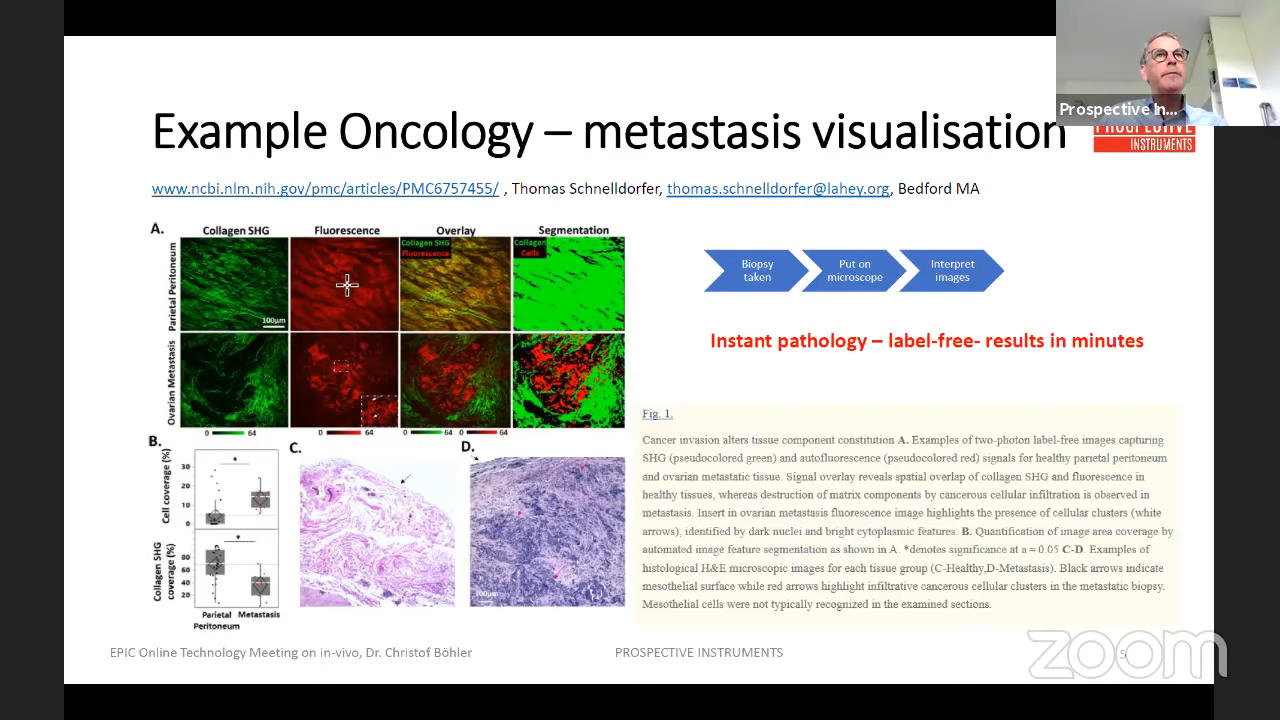 Prospective In...
Example Oncology – metastasis visualisation
PROSPECTIVE
INSTRUMENTS
www.ncbi.nlm.nih.gov/pmc/articles/PMC6757455/ , Thomas Schnelldorfer, thomas.schnelldorfer@lahey.org, Bedford MA
A.
Collagen SHG
Fluorescence
Overlay
Segmentation
Parietal Peritoneum
100µm
Collagen SHG
Fluorescence
Collagen
Cells
Ovarian Metastasis
0 64
0 64
0 64
Biopsy
taken
Put on
microscope
Interpret
images
Instant pathology – label-free- results in minutes
B.
Cell coverage (%)
30
20
10
0
*
Collagen SHG
coverage (%)
80
60
40
20
*
Parietal
Peritoneum
Metastasis
C.
D.
100µm
Fig. 1.
Cancer invasion alters tissue component constitution A. Examples of two-photon label-free images capturing
SHG (pseudocolored green) and autofluorescence (pseudocolored red) signals for healthy parietal peritoneum
and ovarian metastatic tissue. Signal overlay reveals spatial overlap of collagen SHG and fluorescence in
healthy tissues, whereas destruction of matrix components by cancerous cellular infiltration is observed in
metastasis. Insert in ovarian metastasis fluorescence image highlights the presence of cellular clusters (white
arrows), identified by dark nuclei and bright cytoplasmic features. B. Quantification of image area coverage by
automated image feature segmentation as shown in A. *denotes significance at a = 0.05 C-D. Examples of
histological H&E microscopic images for each tissue group (C-Healthy,D-Metastasis). Black arrows indicate
mesothelial surface while red arrows highlight infiltrative cancerous cellular clusters in the metastatic biopsy.
Mesothelial cells were not typically recognized in the examined sections.
EPIC Online Technology Meeting on in-vivo, Dr. Christof Böhler
PROSPECTIVE INSTRUMENTS
5
zoom